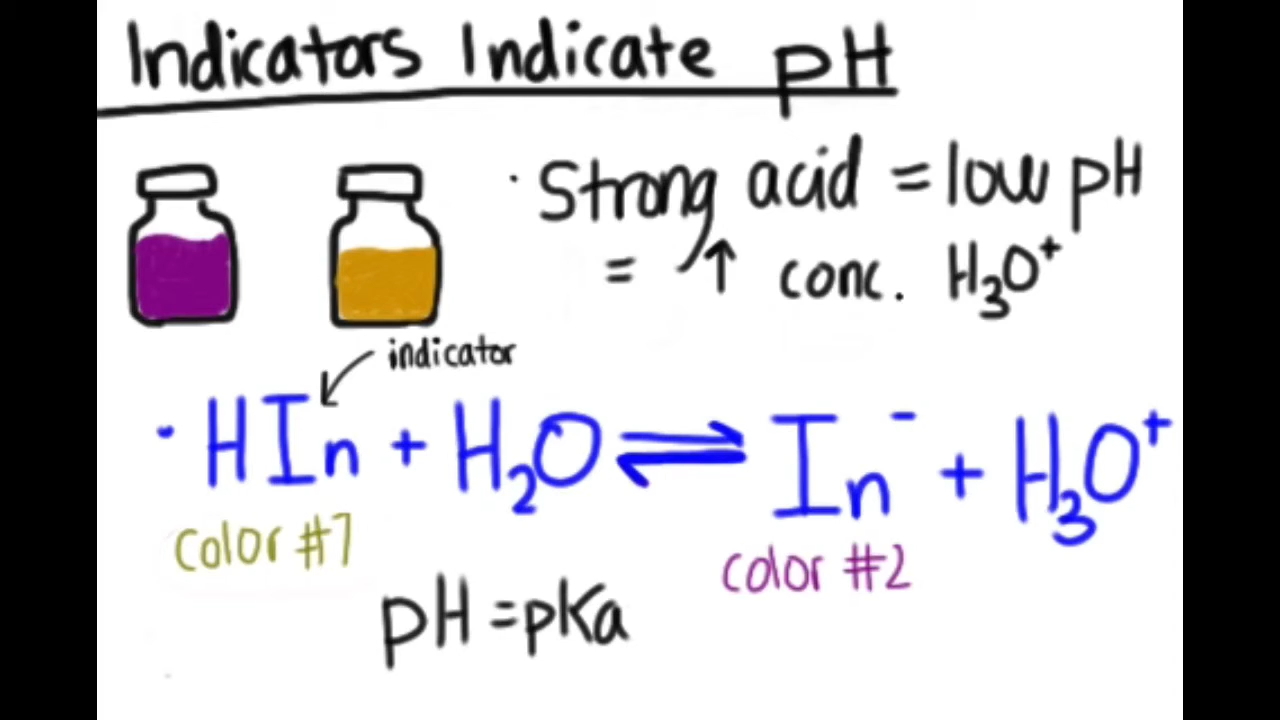 Indicators Indicate pH
· Strong acid = low pH
= ↑ conc. H₃O⁺
indicator
· HIn + H₂O ⇌ In⁻ + H₃O⁺
color #1
color #2
pH = pKa